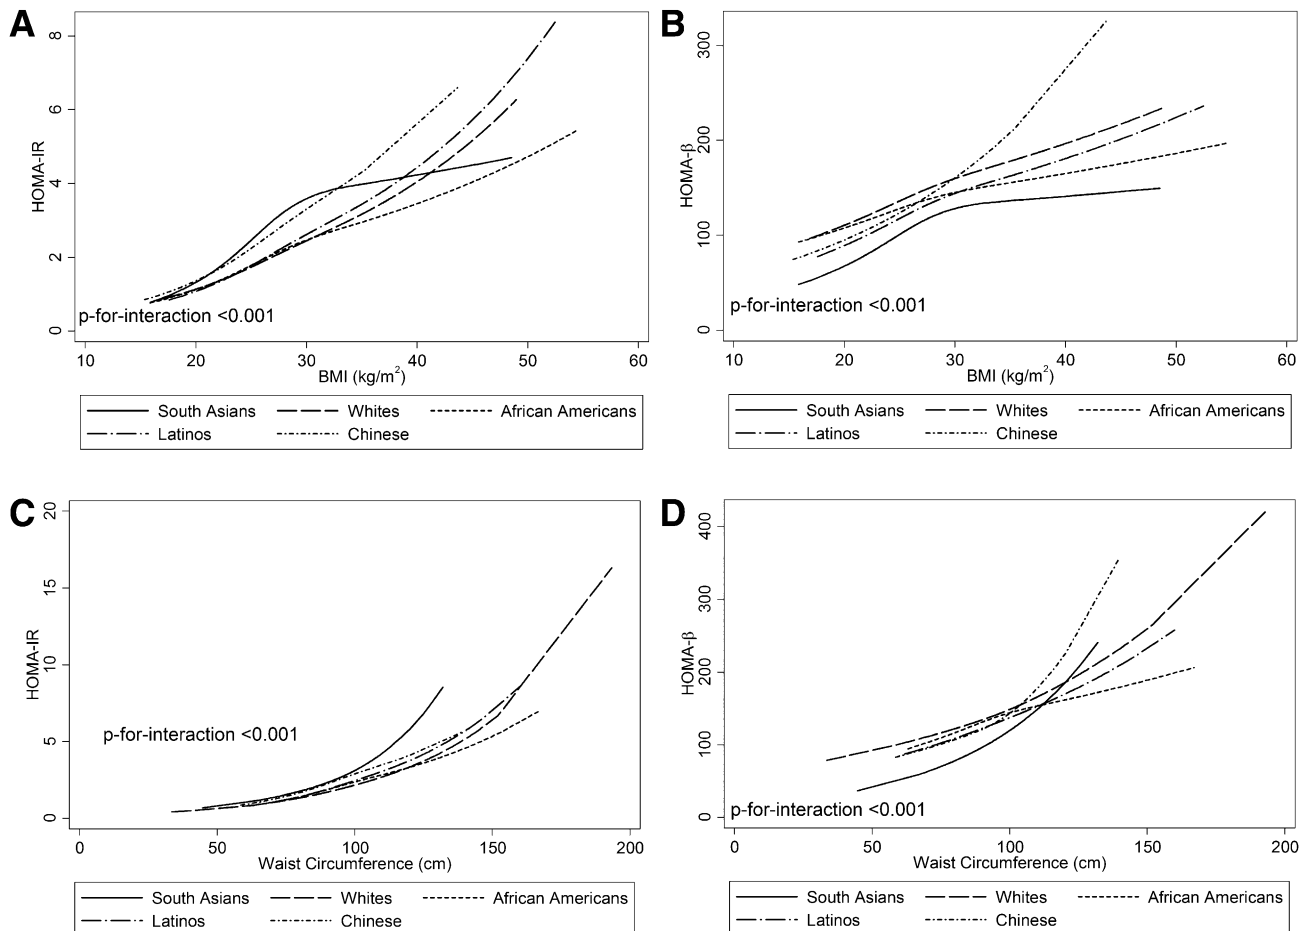 A
8
6
4
2
0
HOMA-IR
p-for-interaction <0.001
10 20 30 40 50 60
BMI (kg/m²)
South Asians Whites African Americans
Latinos Chinese
B
300
200
100
0
HOMA-β
p-for-interaction <0.001
10 20 30 40 50 60
BMI (kg/m²)
South Asians Whites African Americans
Latinos Chinese
C
20
15
10
5
0
HOMA-IR
p-for-interaction <0.001
0 50 100 150 200
Waist Circumference (cm)
South Asians Whites African Americans
Latinos Chinese
D
400
300
200
100
0
HOMA-β
p-for-interaction <0.001
0 50 100 150 200
Waist Circumference (cm)
South Asians Whites African Americans
Latinos Chinese